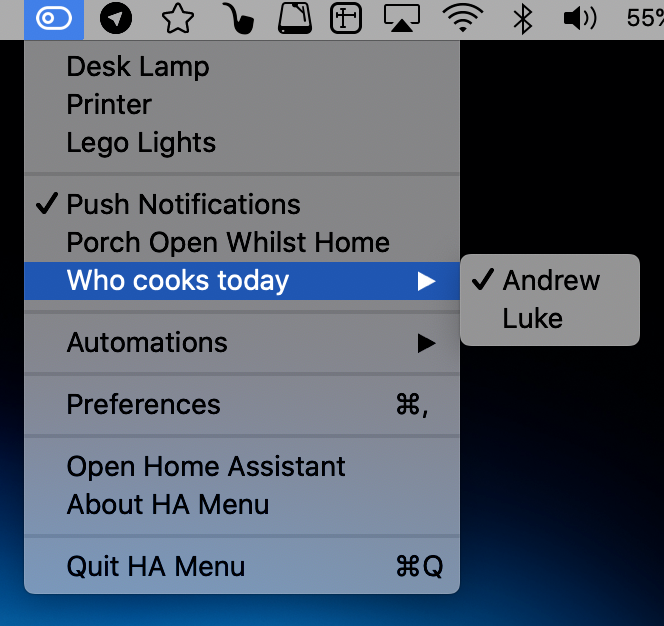 55%
Desk Lamp
Printer
Lego Lights
✓ Push Notifications
Porch Open Whilst Home
Who cooks today ▶
✓ Andrew
Luke
Automations ▶
Preferences ⌘,
Open Home Assistant
About HA Menu
Quit HA Menu ⌘Q